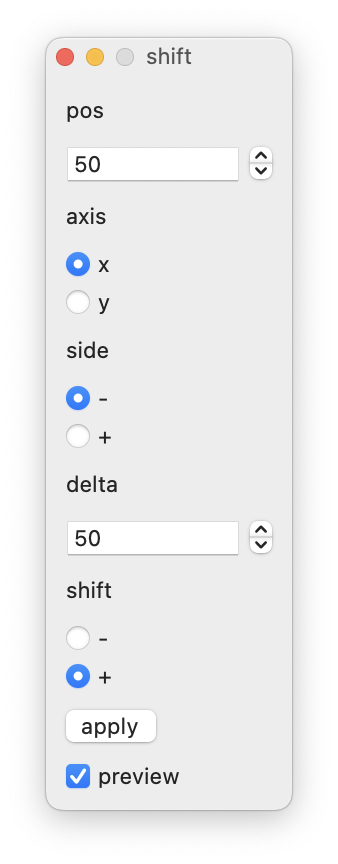 shift
pos
50
axis
x
y
side
-
+
delta
50
shift
-
+
apply
preview